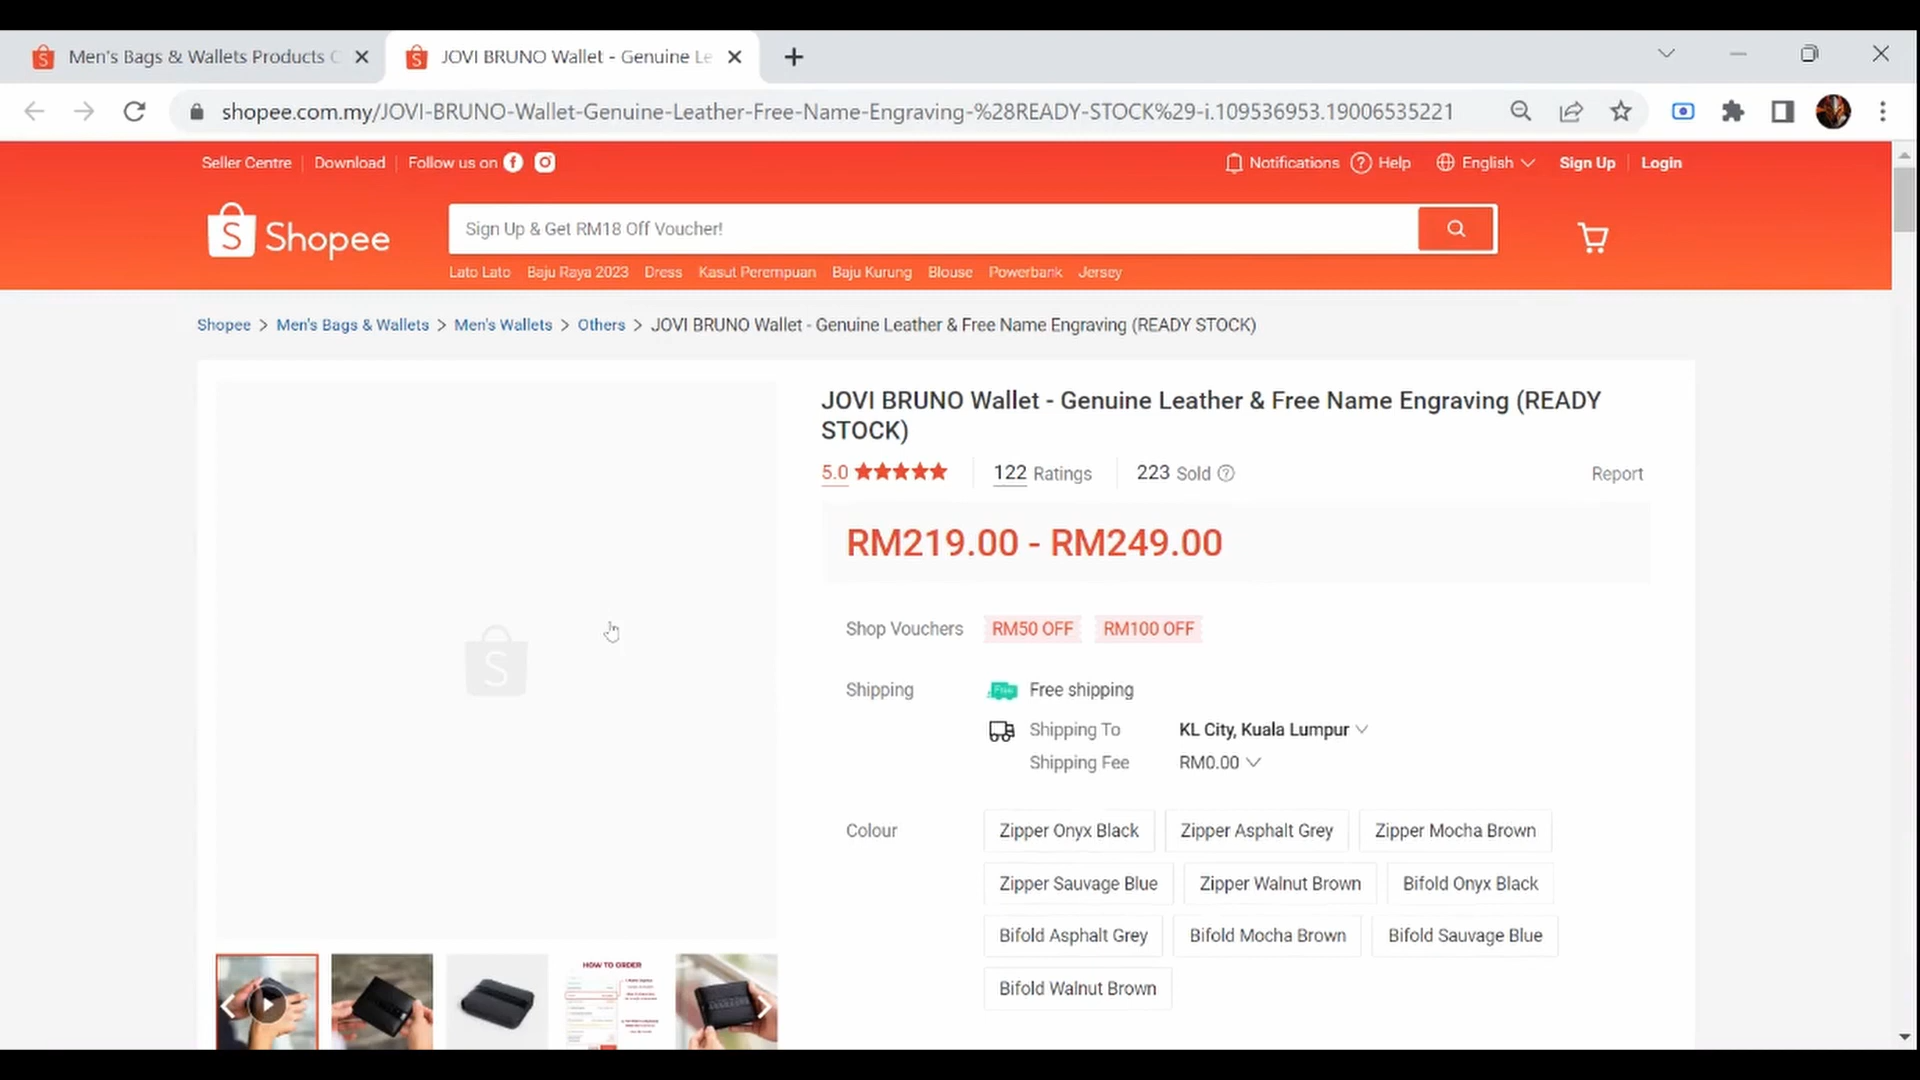 Men's Bags & Wallets Products
JOVI BRUNO Wallet - Genuine Le
shopee.com.my/JOVI-BRUNO-Wallet-Genuine-Leather-Free-Name-Engraving-%28READY-STOCK%29-i.109536953.19006535221
Seller Centre Download Follow us on
Notifications Help English Sign Up Login
Shopee
Sign Up & Get RM18 Off Voucher!
Lato Lato Baju Raya 2023 Dress Kasut Perempuan Baju Kurung Blouse Powerbank Jersey
Shopee > Men's Bags & Wallets > Men's Wallets > Others > JOVI BRUNO Wallet - Genuine Leather & Free Name Engraving (READY STOCK)
JOVI BRUNO Wallet - Genuine Leather & Free Name Engraving (READY
STOCK)
5.0 122 Ratings 223 Sold Report
RM219.00 - RM249.00
Shop Vouchers RM50 OFF RM100 OFF
Shipping Free Free shipping
Shipping To KL City, Kuala Lumpur
Shipping Fee RM0.00
Colour Zipper Onyx Black Zipper Asphalt Grey Zipper Mocha Brown
Zipper Sauvage Blue Zipper Walnut Brown Bifold Onyx Black
Bifold Asphalt Grey Bifold Mocha Brown Bifold Sauvage Blue
Bifold Walnut Brown
HOW TO ORDER